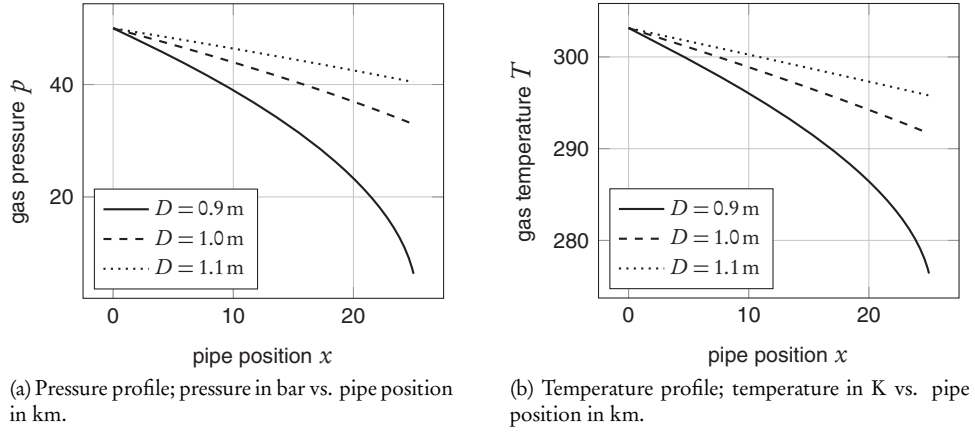 gas pressure p
40
20
D = 0.9 m
D = 1.0 m
D = 1.1 m
0
10
20
pipe position x
(a) Pressure profile; pressure in bar vs. pipe position
in km.
gas temperature T
300
290
280
D = 0.9 m
D = 1.0 m
D = 1.1 m
0
10
20
pipe position x
(b) Temperature profile; temperature in K vs. pipe
position in km.